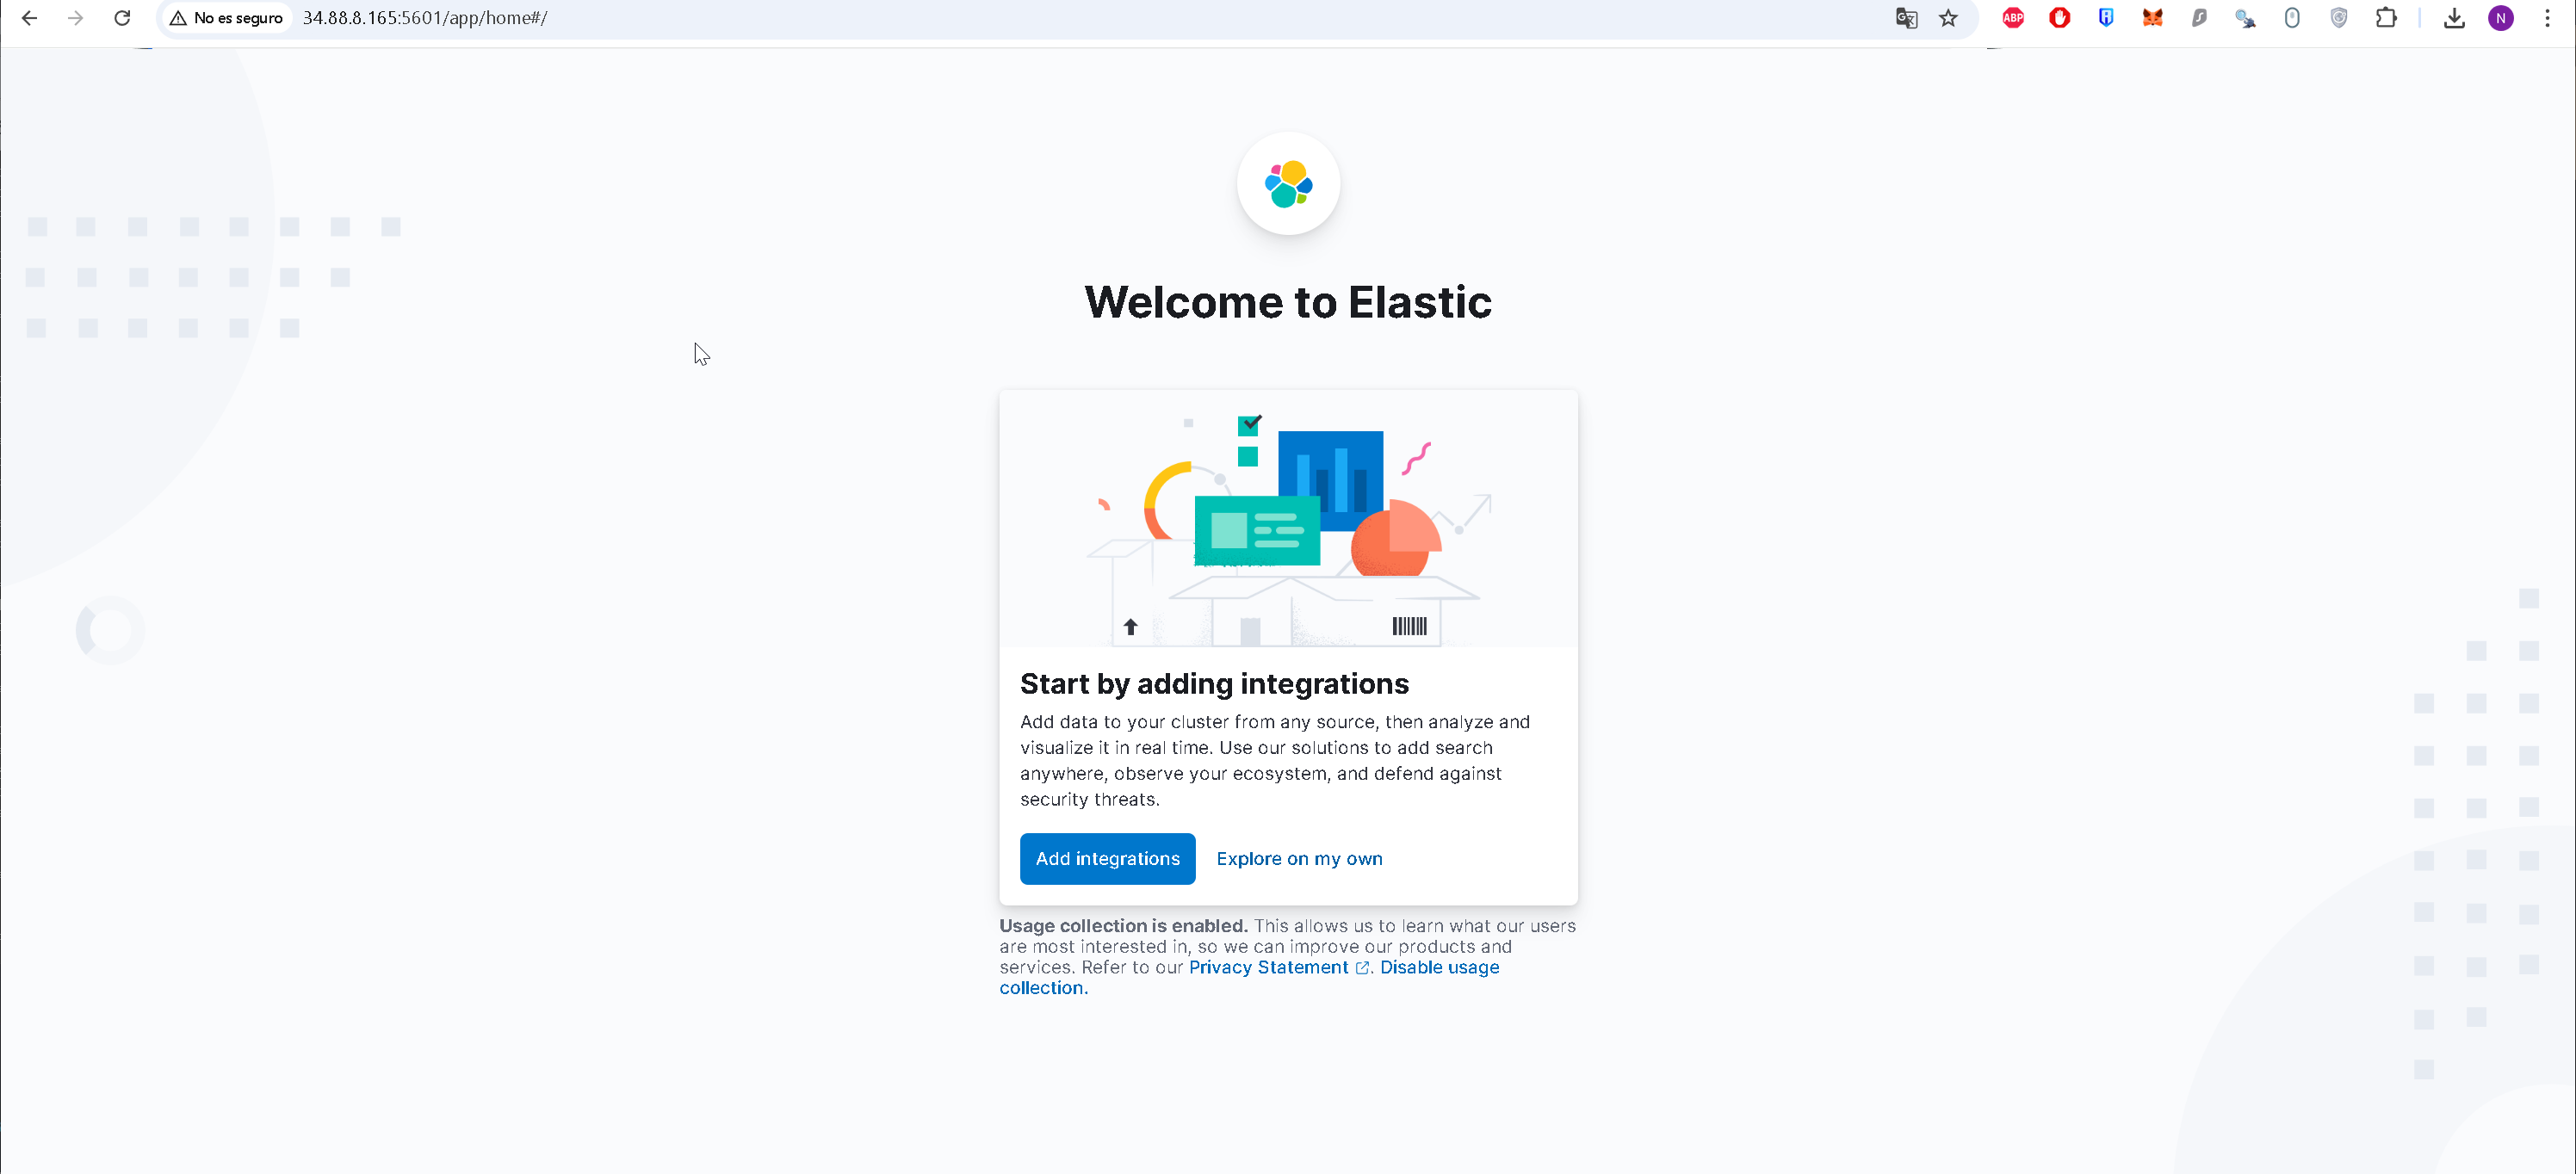 No es seguro 34.88.8.165:5601/app/home#/
ABP
N
Welcome to Elastic
Start by adding integrations
Add data to your cluster from any source, then analyze and
visualize it in real time. Use our solutions to add search
anywhere, observe your ecosystem, and defend against
security threats.
Add integrations Explore on my own
Usage collection is enabled. This allows us to learn what our users
are most interested in, so we can improve our products and
services. Refer to our Privacy Statement. Disable usage
collection.